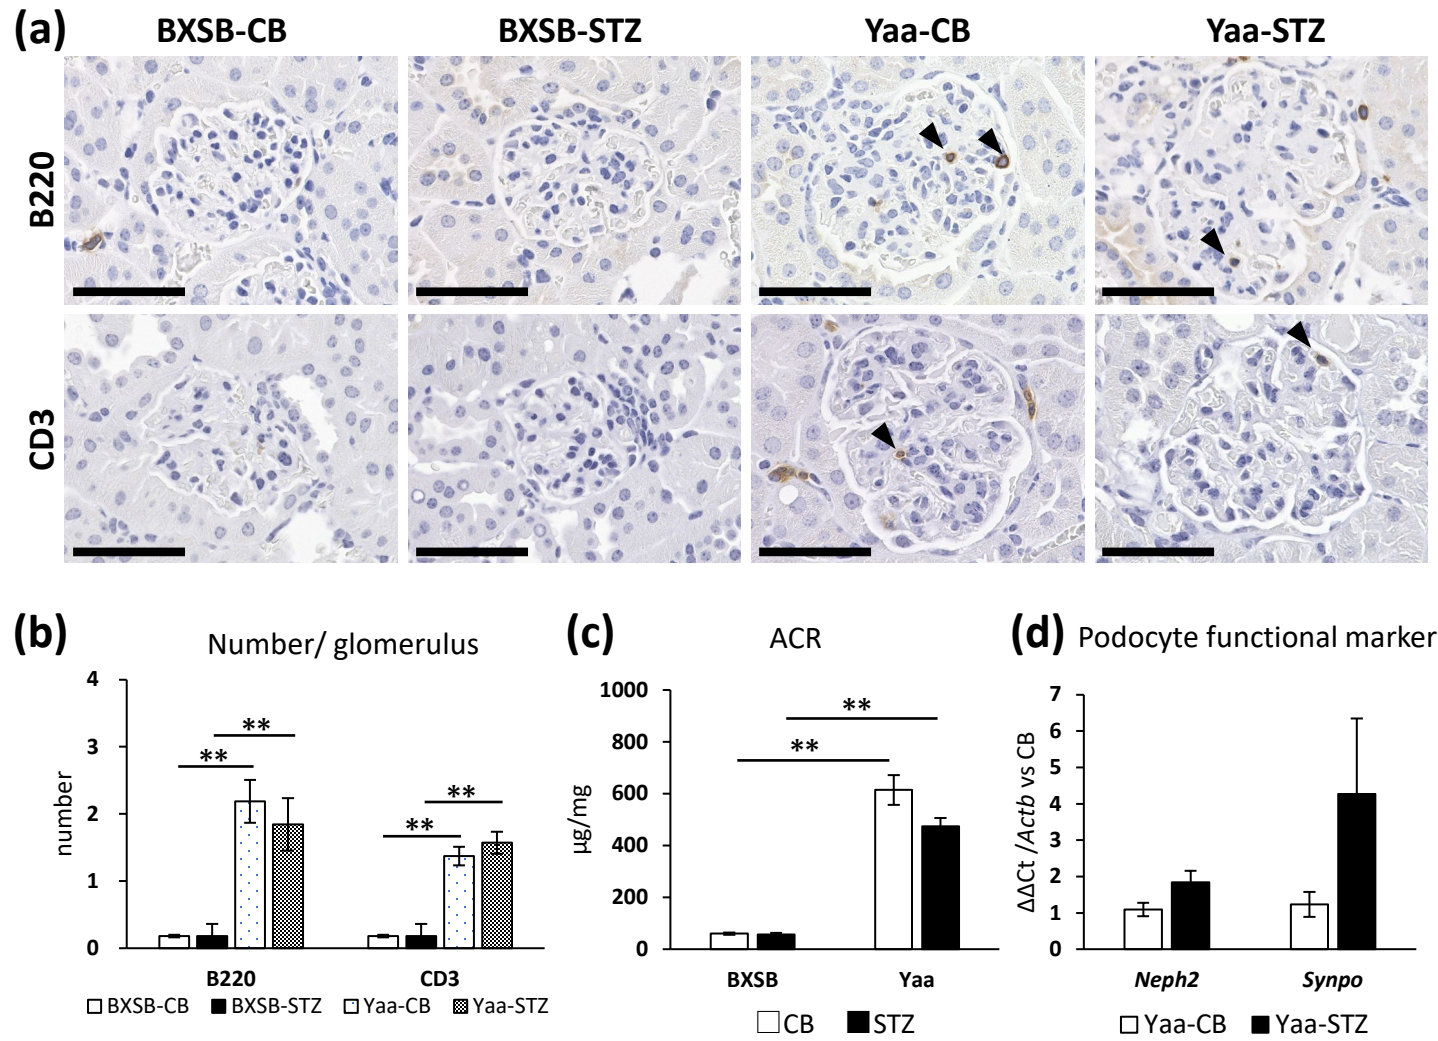 (a)
BXSB-CB BXSB-STZ Yaa-CB Yaa-STZ
B220
CD3
(b)
Number/ glomerulus
number
4
3
2
1
0
**
**
**
**
B220 CD3
BXSB-CB BXSB-STZ Yaa-CB Yaa-STZ
(c)
ACR
µg/mg
1000
800
600
400
200
0
**
**
BXSB Yaa
CB STZ
(d)
Podocyte functional marker
ΔΔCt /Actb vs CB
7
6
5
4
3
2
1
0
Neph2 Synpo
Yaa-CB Yaa-STZ